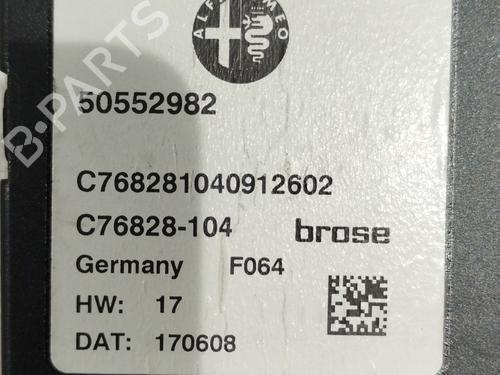 ALFA ROMEO
50552982
C768281040912602
C76828-104 brose
Germany F064
HW: 17
DAT: 170608
B-PARTS